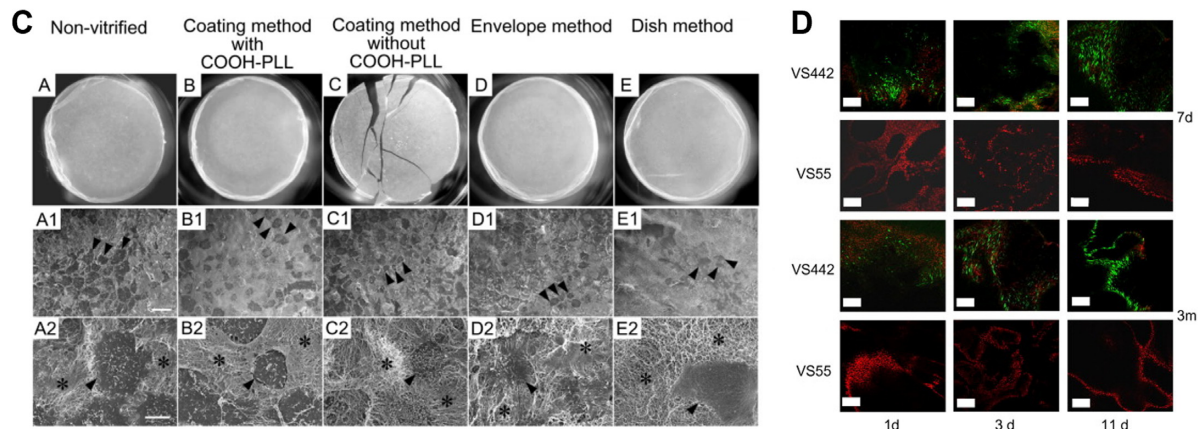 C
Non-vitrified
Coating method
with
COOH-PLL
Coating method
without
COOH-PLL
Envelope method
Dish method
A
B
C
D
E
A1
B1
C1
D1
E1
A2
B2
C2
D2
E2
*
*
*
*
*
*
*
*
*
*
D
VS442
7d
VS55
VS442
3m
VS55
1d
3 d
11 d